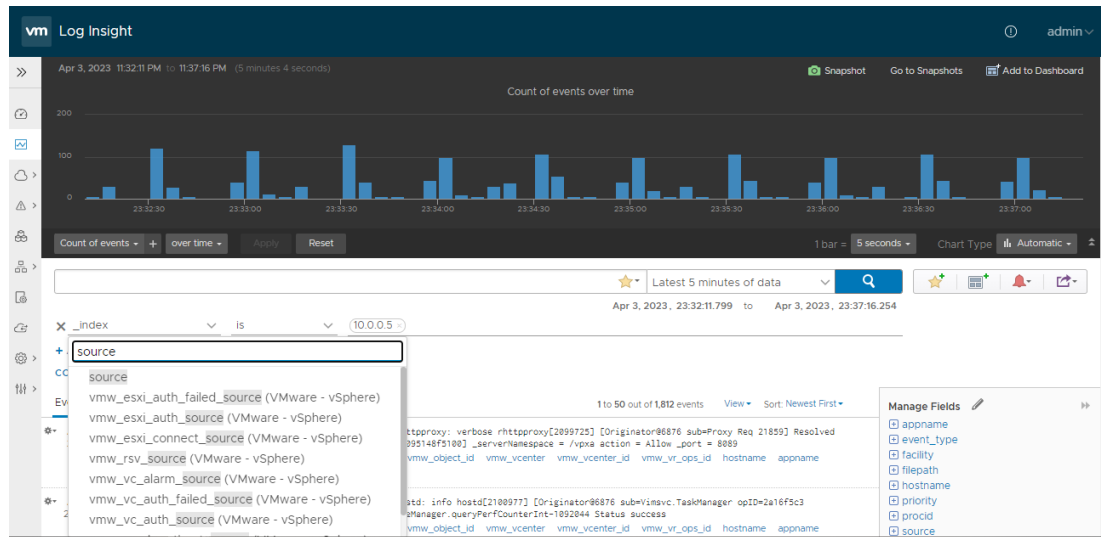 vm Log Insight admin
Apr 3, 2023 11:32:11 PM to 11:37:16 PM (5 minutes 4 seconds) Snapshot Go to Snapshots Add to Dashboard
Count of events over time
200
100
0
23:32:30 23:33:00 23:33:30 23:34:00 23:34:30 23:35:00 23:35:30 23:36:00 23:36:30 23:37:00
Count of events + over time Apply Reset 1 bar = 5 seconds Chart Type Automatic
Latest 5 minutes of data
Apr 3, 2023, 23:32:11.799 to Apr 3, 2023, 23:37:16.254
_index is 10.0.0.5 ×
+
source
CO
source
vmw_esxi_auth_failed_source (VMware - vSphere)
Ev 1 to 50 out of 1,812 events View Sort: Newest First Manage Fields
vmw_esxi_auth_source (VMware - vSphere) appname
ttpproxy: verbose rhttpproxy[2099725] [Originator@6876 sub=Proxy Req 21859] Resolved
vmw_esxi_connect_source (VMware - vSphere) event_type
095148f5100] _serverNamespace = /vpxa action = Allow _port = 8089
vmw_rsv_source (VMware - vSphere) facility
vmw_object_id vmw_vcenter vmw_vcenter_id vmw_vr_ops_id hostname appname
filepath
vmw_vc_alarm_source (VMware - vSphere) hostname
vmw_vc_auth_failed_source (VMware - vSphere) priority
std: info hostd[2100977] [Originator@6876 sub=Vimsvc.TaskManager opID=2a16f5c3
2 eManager.queryPerfCounterInt-1092044 Status success
vmw_vc_auth_source (VMware - vSphere) procid
vmw_object_id vmw_vcenter vmw_vcenter_id vmw_vr_ops_id hostname appname
source